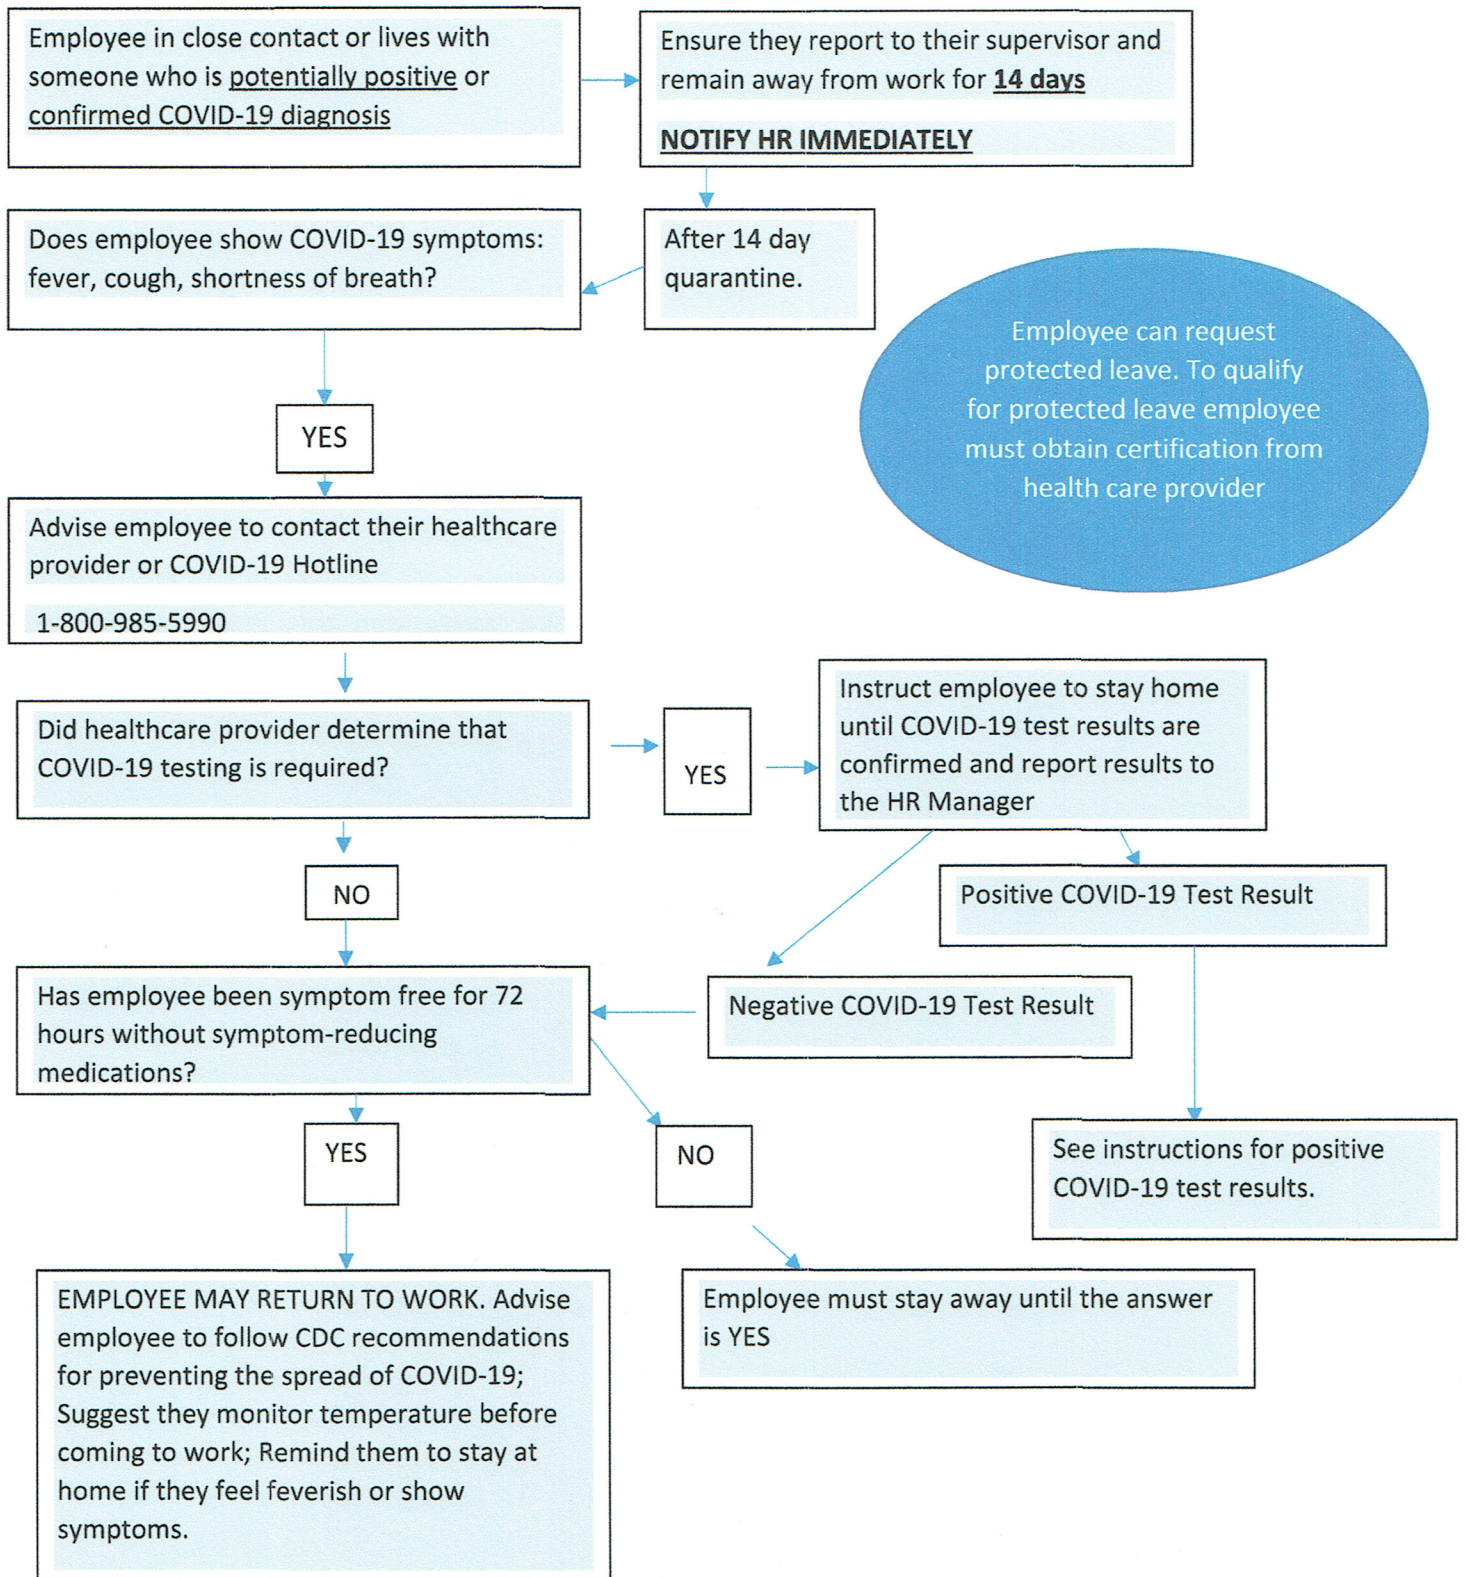 Employee in close contact or lives with
someone who is potentially positive or
confirmed COVID-19 diagnosis
Ensure they report to their supervisor and
remain away from work for 14 days
NOTIFY HR IMMEDIATELY
After 14 day
quarantine.
Does employee show COVID-19 symptoms:
fever, cough, shortness of breath?
Employee can request
protected leave. To qualify
for protected leave employee
must obtain certification from
health care provider
YES
Advise employee to contact their healthcare
provider or COVID-19 Hotline
1-800-985-5990
Did healthcare provider determine that
COVID-19 testing is required?
YES
Instruct employee to stay home
until COVID-19 test results are
confirmed and report results to
the HR Manager
NO
Positive COVID-19 Test Result
Negative COVID-19 Test Result
Has employee been symptom free for 72
hours without symptom-reducing
medications?
YES
NO
See instructions for positive
COVID-19 test results.
EMPLOYEE MAY RETURN TO WORK. Advise
employee to follow CDC recommendations
for preventing the spread of COVID-19;
Suggest they monitor temperature before
coming to work; Remind them to stay at
home if they feel feverish or show
symptoms.
Employee must stay away until the answer
is YES